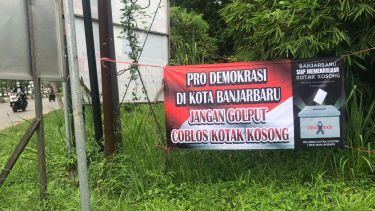 PRO DEMOKRASI
DI KOTA BANJARBARU
JANGAN GOLPUT
COBLOS KOTAK KOSONG
BANJARBARU
SIAP MEMENANGKAN
KOTAK KOSONG